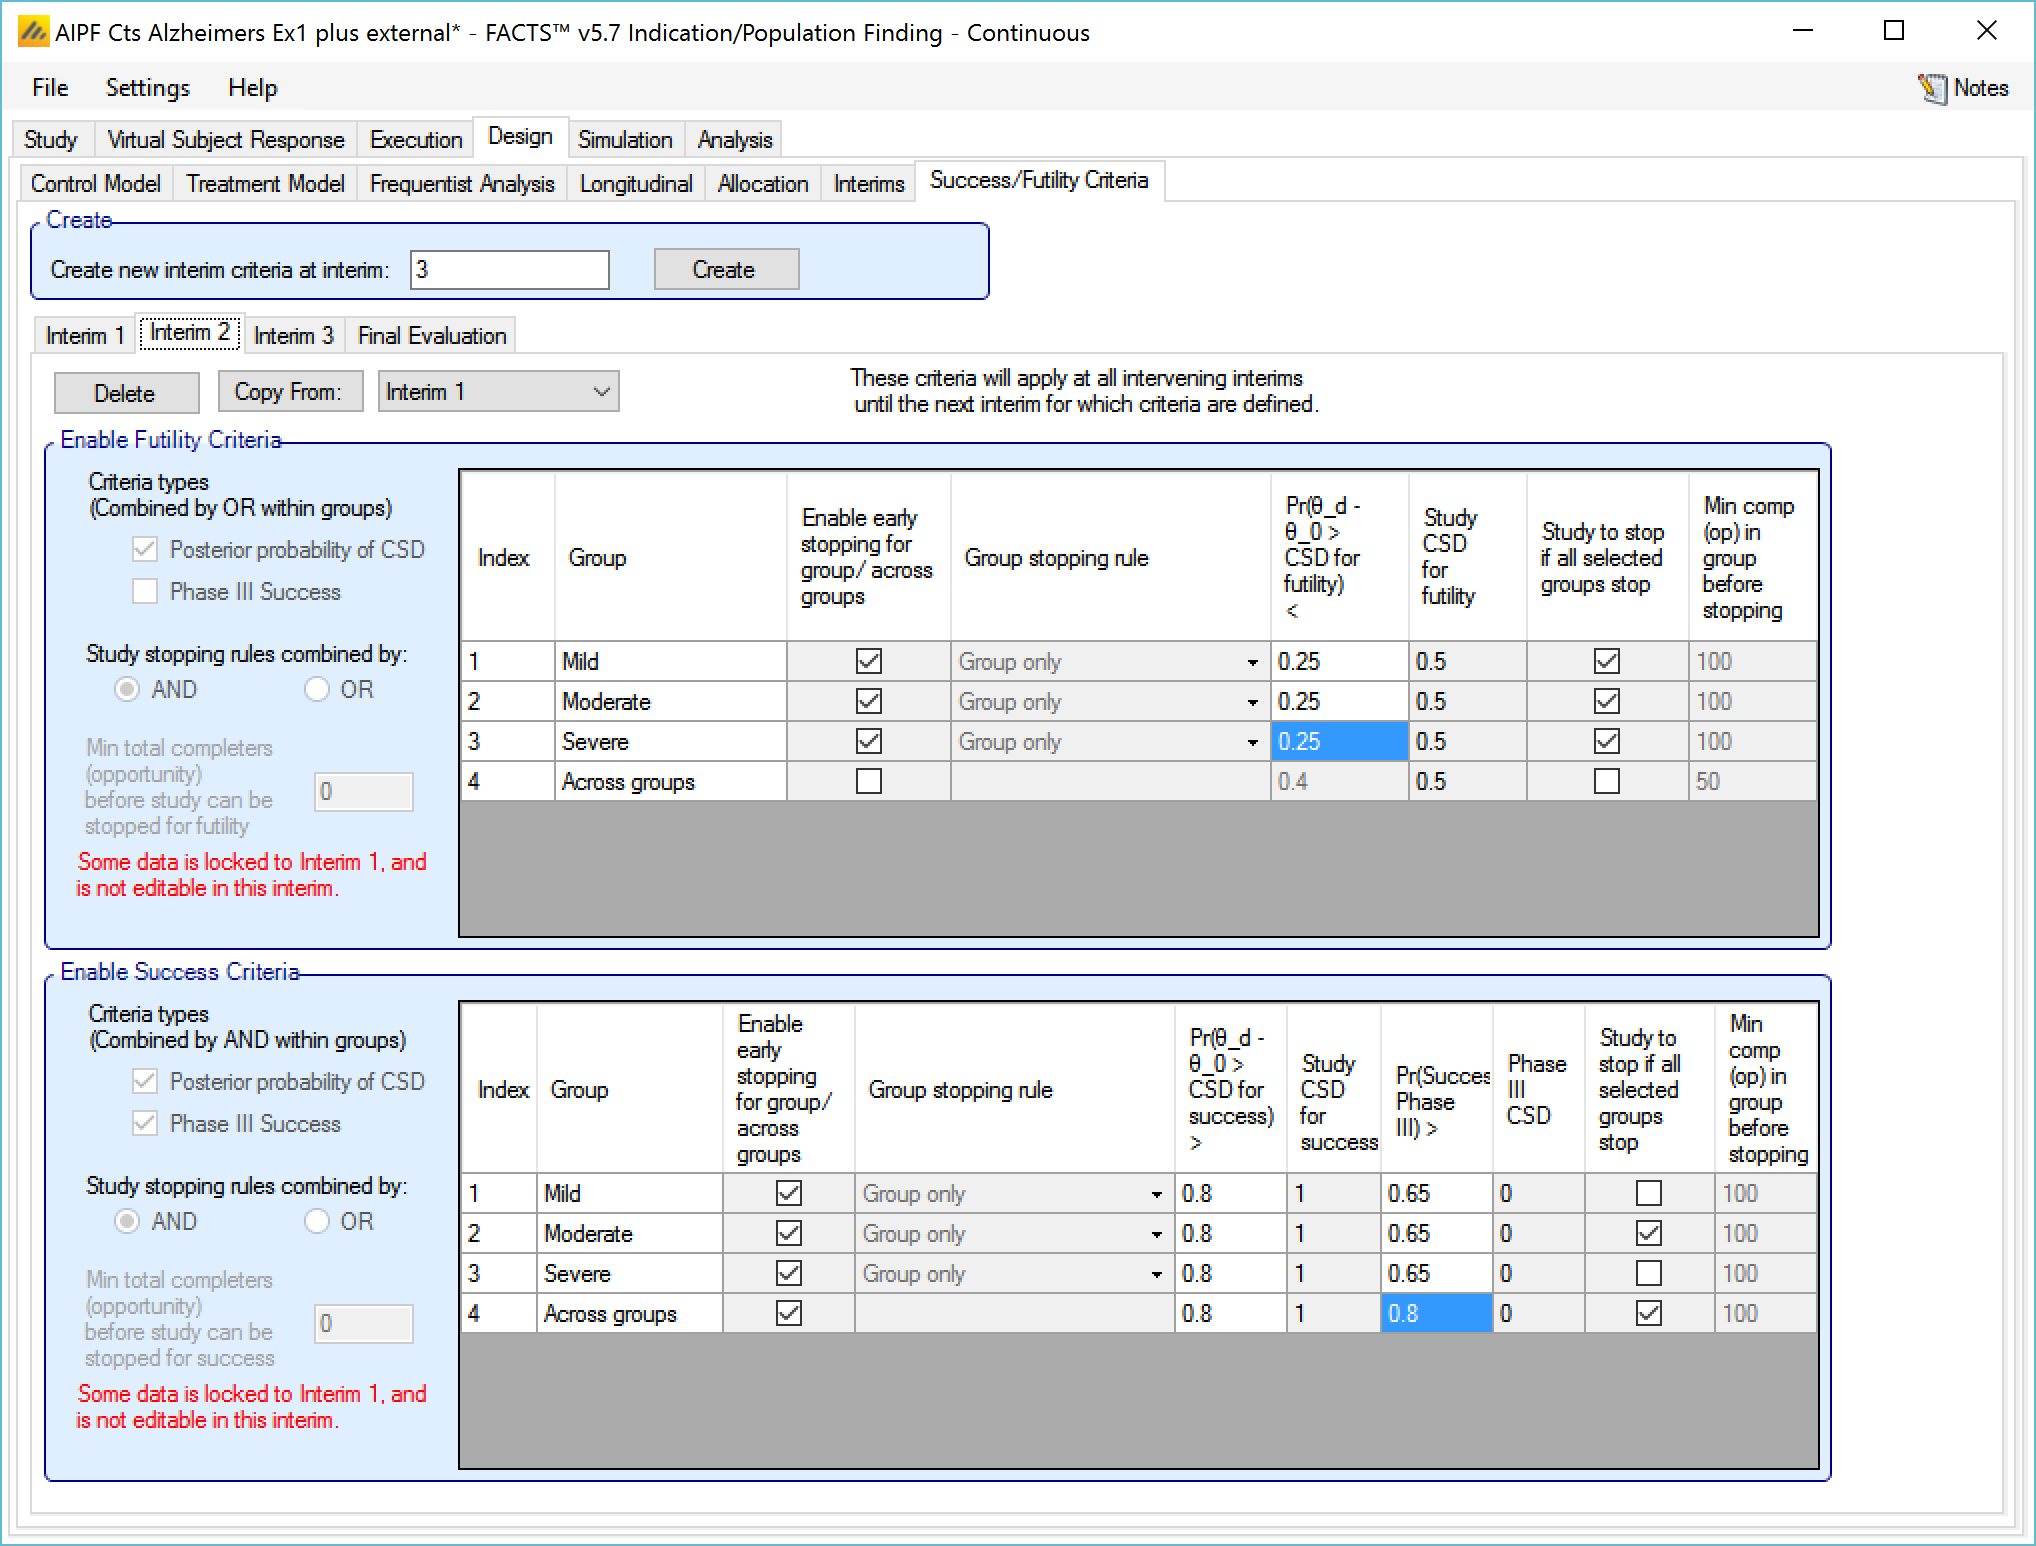 AIPF Cts Alzheimers Ex1 plus external* - FACTS™ v5.7 Indication/Population Finding - Continuous
File Settings Help Notes
Study Virtual Subject Response Execution Design Simulation Analysis
Control Model Treatment Model Frequentist Analysis Longitudinal Allocation Interims Success/Futility Criteria
Create
Create new interim criteria at interim: 3 Create
Interim 1 Interim 2 Interim 3 Final Evaluation
Delete Copy From: Interim 1
These criteria will apply at all intervening interims
until the next interim for which criteria are defined.
Enable Futility Criteria
Criteria types
(Combined by OR within groups)
Posterior probability of CSD
Phase III Success
Study stopping rules combined by:
AND OR
Min total completers
(opportunity)
before study can be
stopped for futility
0
Some data is locked to Interim 1, and
is not editable in this interim.
Index Group Enable early stopping for group/ across groups Group stopping rule Pr(θ_d - θ_0 > CSD for futility) < Study CSD for futility Study to stop if all selected groups stop Min comp (op) in group before stopping
1 Mild Group only 0.25 0.5 100
2 Moderate Group only 0.25 0.5 100
3 Severe Group only 0.25 0.5 100
4 Across groups 0.4 0.5 50
Enable Success Criteria
Criteria types
(Combined by AND within groups)
Posterior probability of CSD
Phase III Success
Study stopping rules combined by:
AND OR
Min total completers
(opportunity)
before study can be
stopped for success
0
Some data is locked to Interim 1, and
is not editable in this interim.
Index Group Enable early stopping for group/ across groups Group stopping rule Pr(θ_d - θ_0 > CSD for success) > Study CSD for success Pr(Succes Phase III) > Phase III CSD Study to stop if all selected groups stop Min comp (op) in group before stopping
1 Mild Group only 0.8 1 0.65 0 100
2 Moderate Group only 0.8 1 0.65 0 100
3 Severe Group only 0.8 1 0.65 0 100
4 Across groups 0.8 1 0.8 0 100